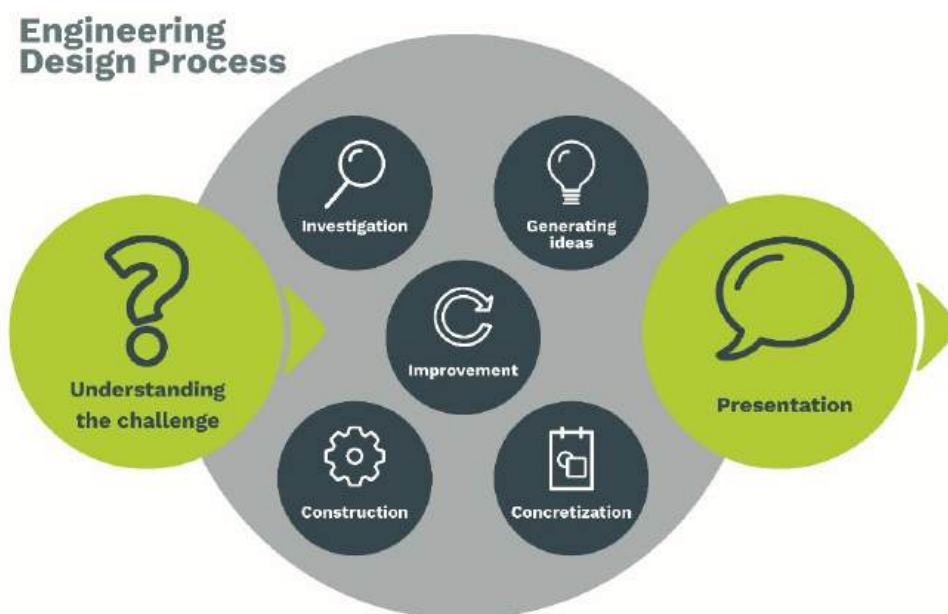 Engineering
Design Process
Investigation
Generating
ideas
Understanding
the challenge
Improvement
Presentation
Construction
Concretization